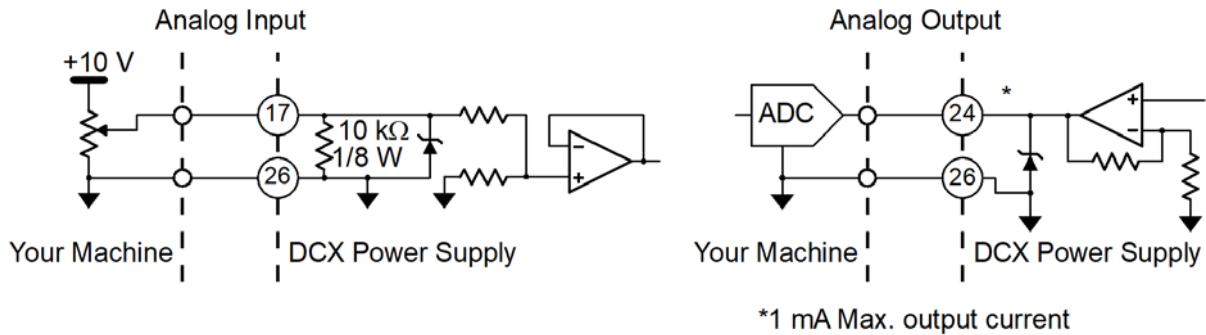 Analog Input
+10 V
17
10 kΩ
1/8 W
-
+
26
Your Machine
DCX Power Supply
Analog Output
ADC
24
*
+
-
26
Your Machine
DCX Power Supply
*1 mA Max. output current